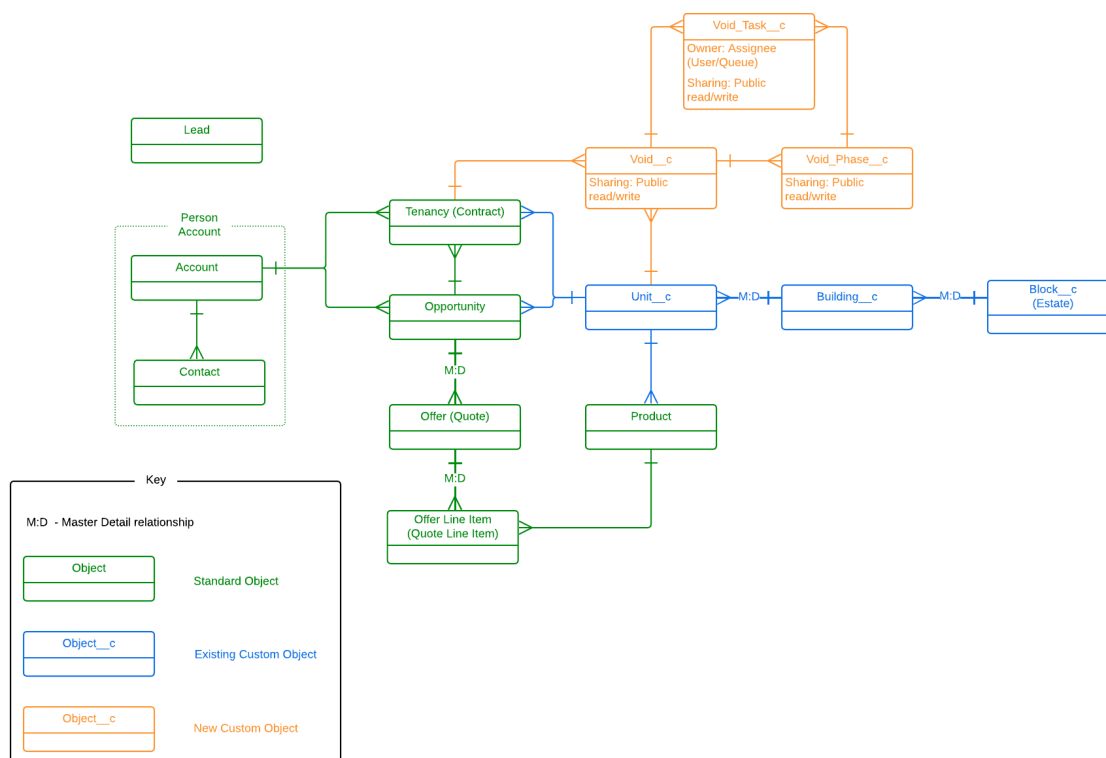 Void_Task__c
Owner: Assignee
(User/Queue)
Sharing: Public
read/write
Lead
Void__c
Sharing: Public
read/write
Void_Phase__c
Sharing: Public
read/write
Person
Account
Tenancy (Contract)
Account
Opportunity
Unit__c
M:D
Building__c
M:D
Block__c
(Estate)
Contact
M:D
Offer (Quote)
Product
M:D
Offer Line Item
(Quote Line Item)
Key
M:D - Master Detail relationship
Object
Standard Object
Object__c
Existing Custom Object
Object__c
New Custom Object